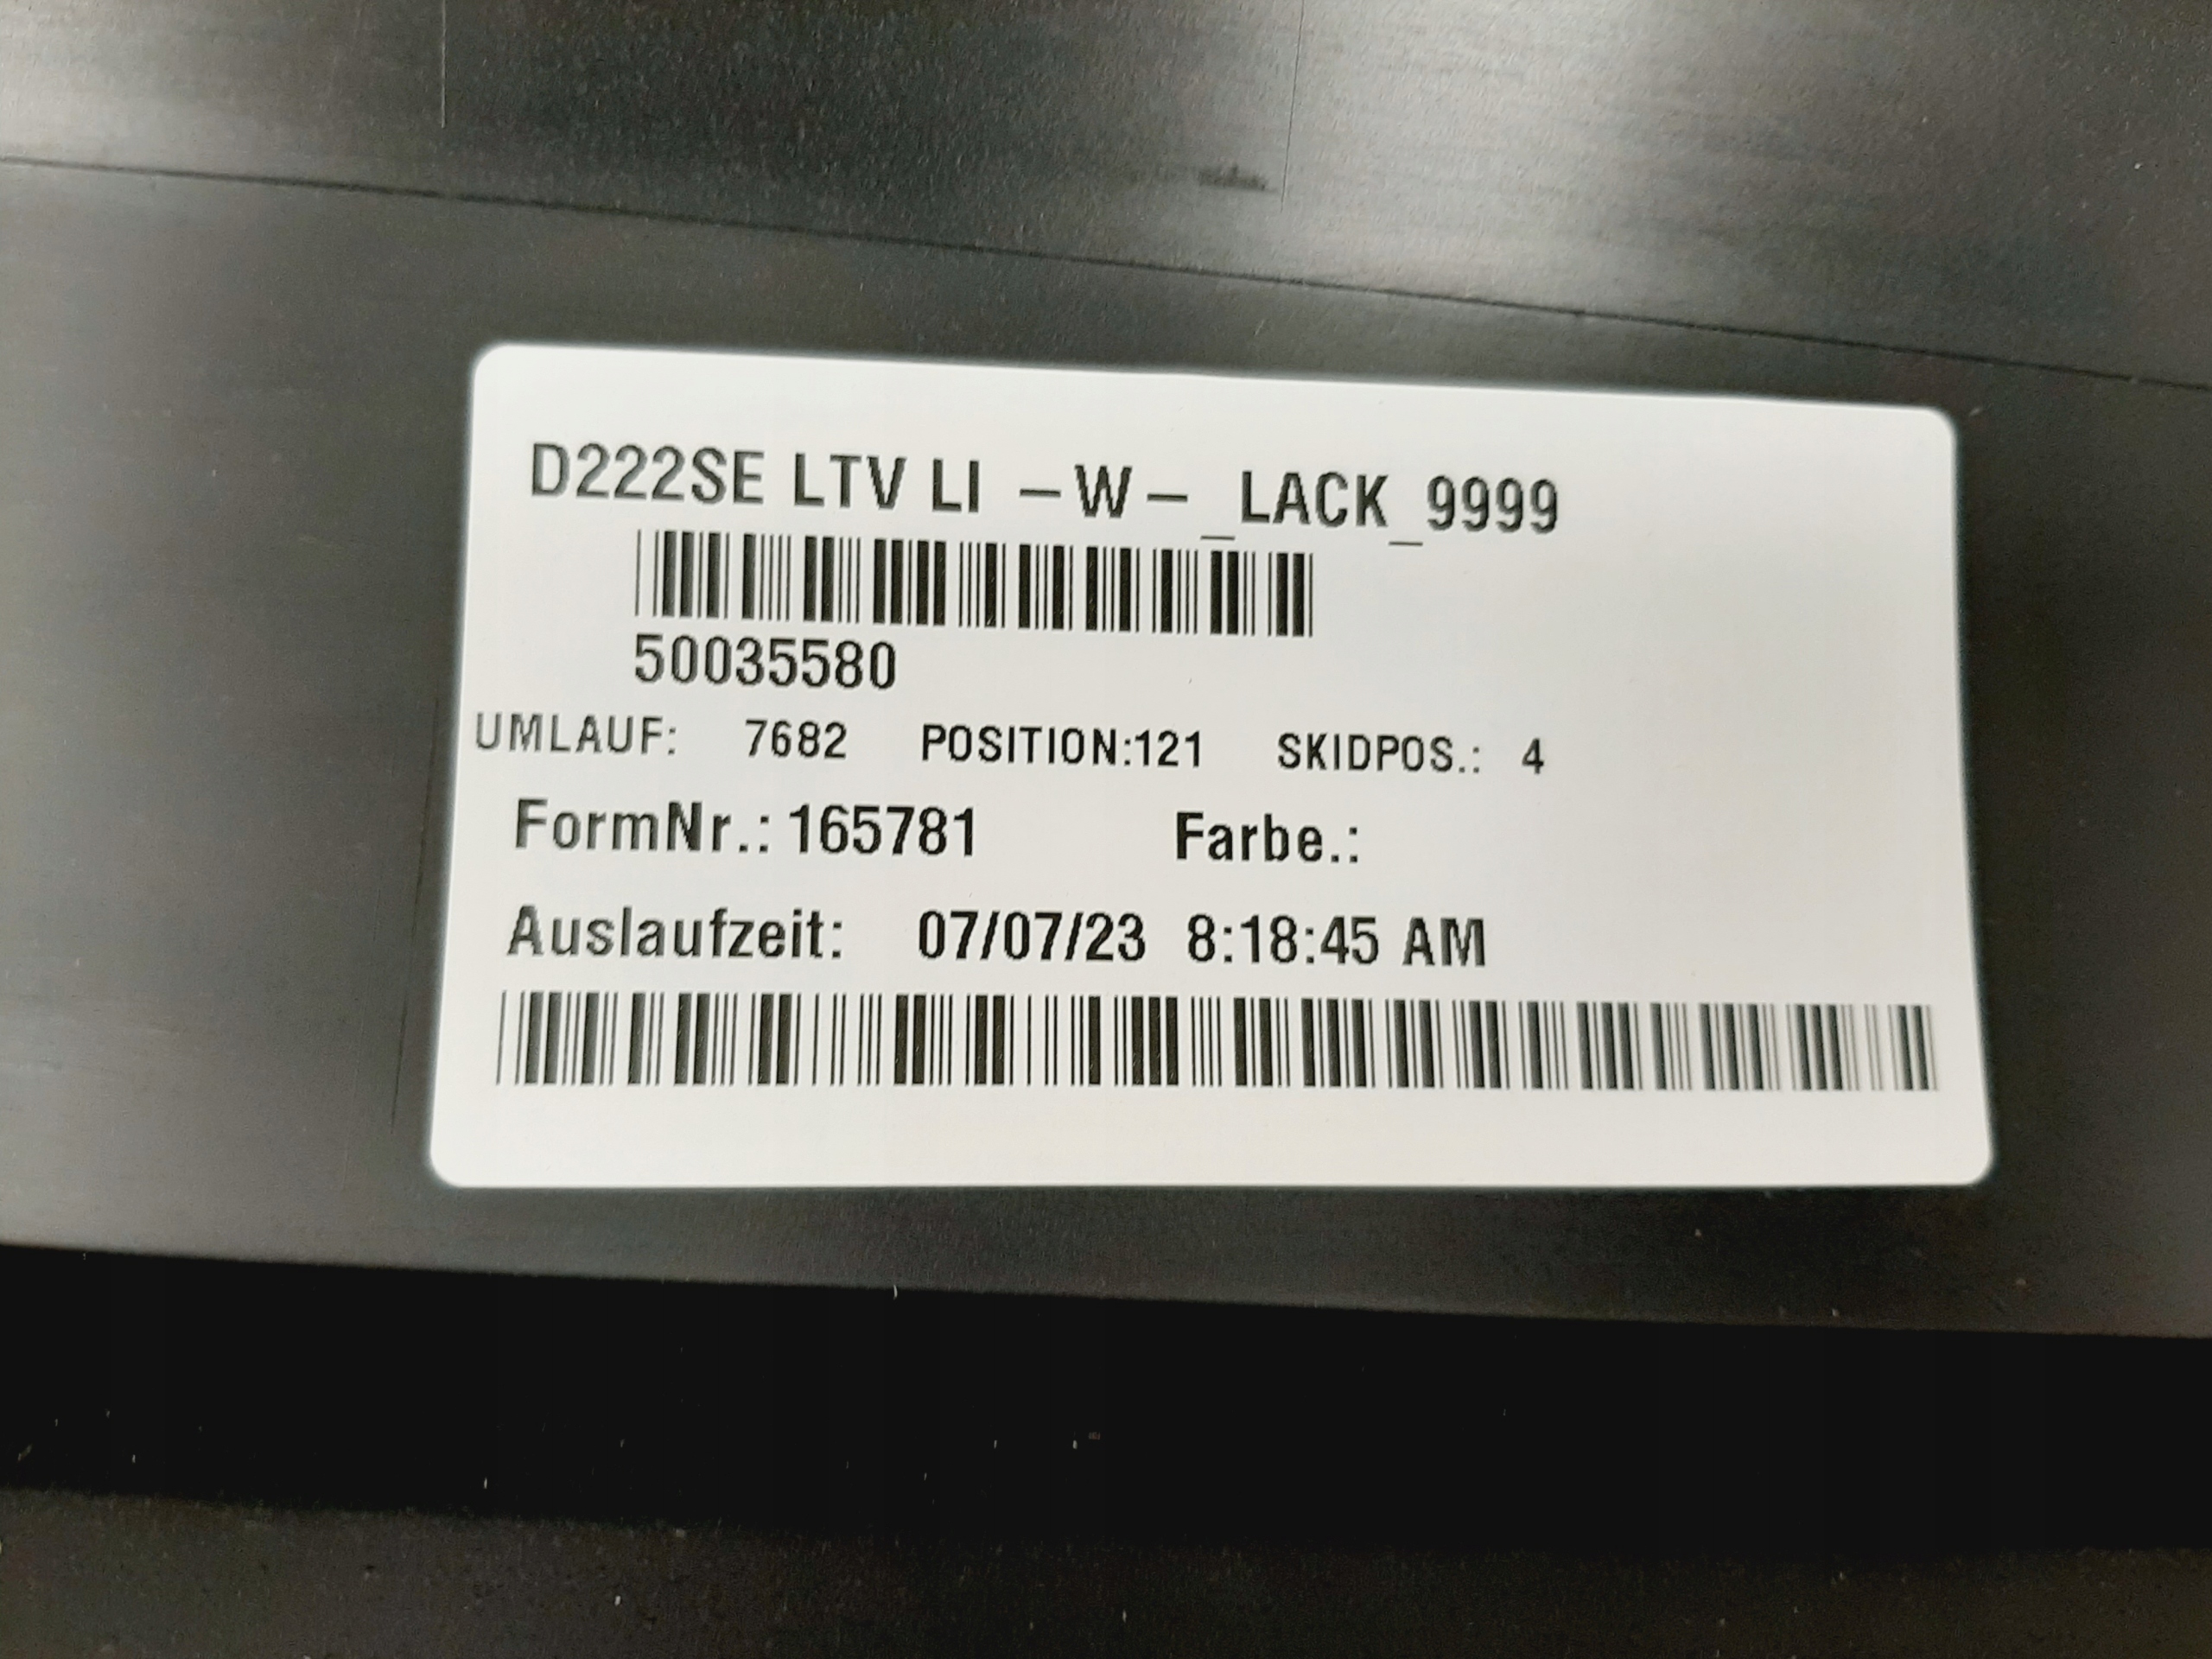 D222SE LTV LI -W-_LACK_9999
50035580
UMLAUF: 7682 POSITION:121 SKIDPOS.: 4
FormNr.: 165781 Farbe.:
Auslaufzeit: 07/07/23 8:18:45 AM